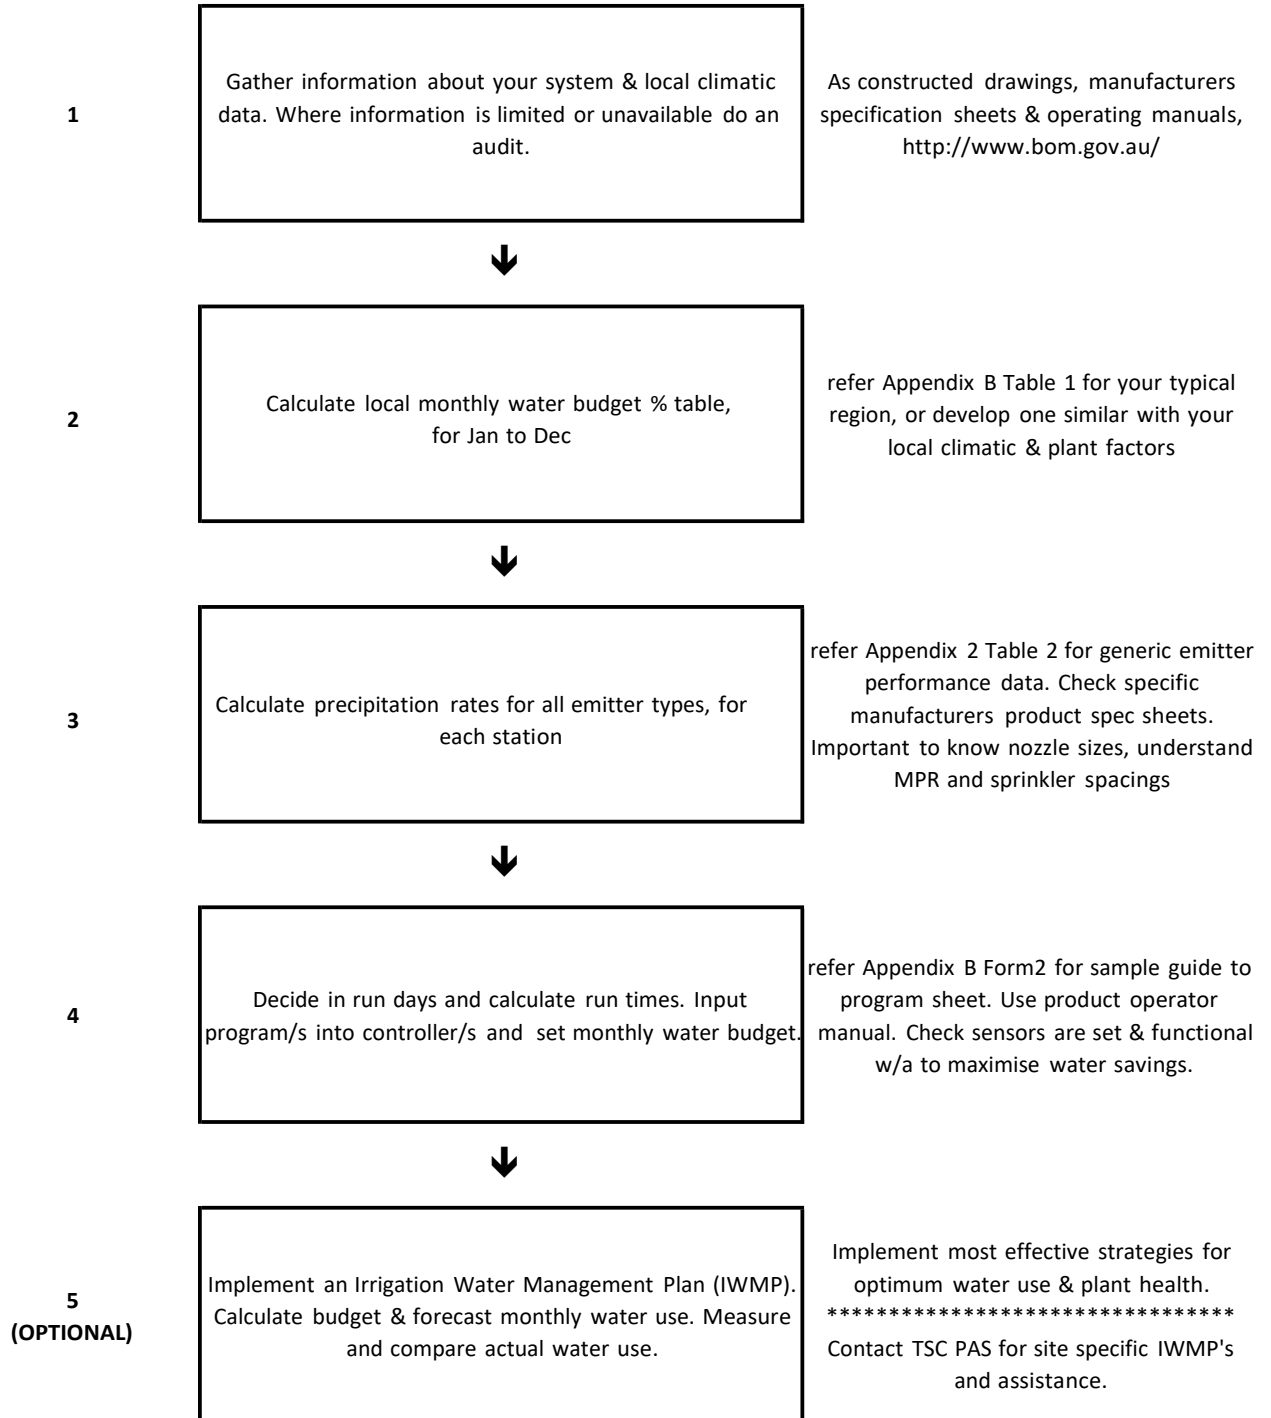 1
Gather information about your system & local climatic
data. Where information is limited or unavailable do an
audit.
As constructed drawings, manufacturers
specification sheets & operating manuals,
http://www.bom.gov.au/
2
Calculate local monthly water budget % table,
for Jan to Dec
refer Appendix B Table 1 for your typical
region, or develop one similar with your
local climatic & plant factors
3
Calculate precipitation rates for all emitter types, for
each station
refer Appendix 2 Table 2 for generic emitter
performance data. Check specific
manufacturers product spec sheets.
Important to know nozzle sizes, understand
MPR and sprinkler spacings
4
Decide in run days and calculate run times. Input
program/s into controller/s and set monthly water budget.
refer Appendix B Form2 for sample guide to
program sheet. Use product operator
manual. Check sensors are set & functional
w/a to maximise water savings.
5
(OPTIONAL)
Implement an Irrigation Water Management Plan (IWMP).
Calculate budget & forecast monthly water use. Measure
and compare actual water use.
Implement most effective strategies for
optimum water use & plant health.
*********************************
Contact TSC PAS for site specific IWMP's
and assistance.